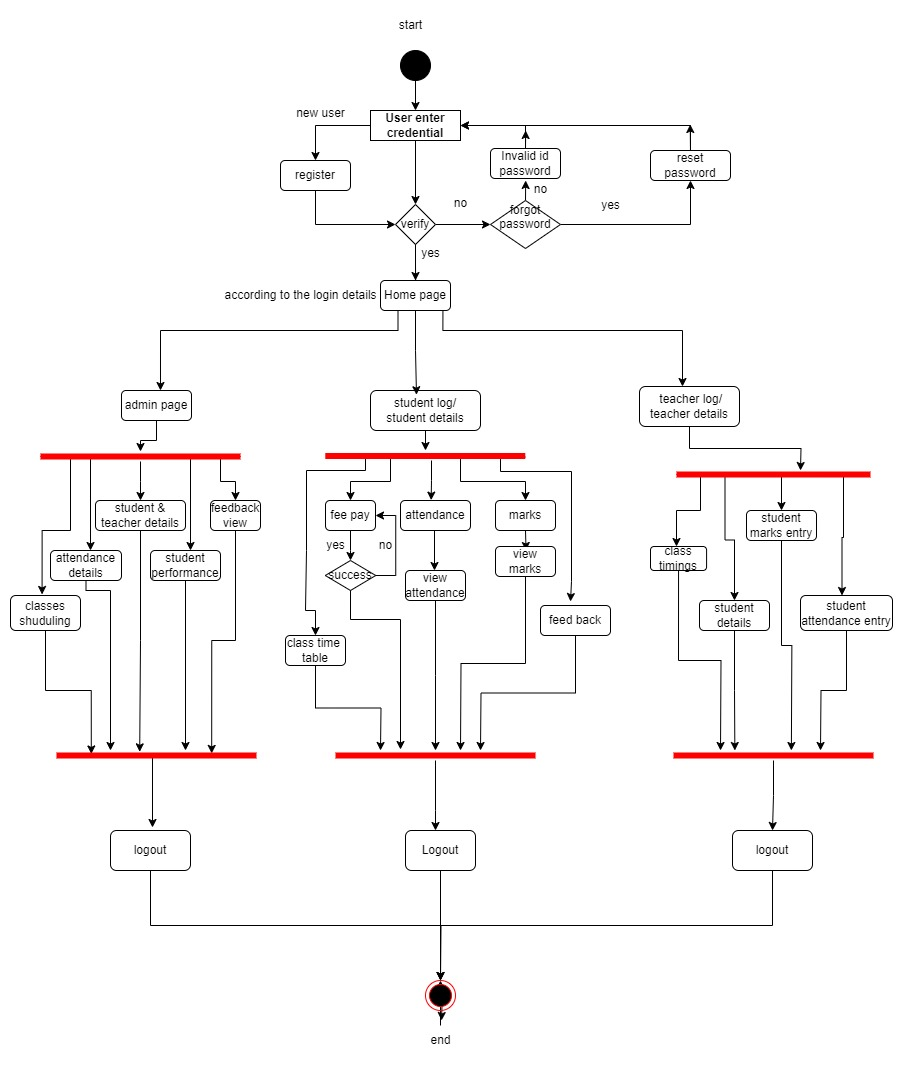 start
new user
User enter
credential
Invalid id
password
reset
password
register
no
no
yes
forgot
password
verify
yes
according to the login details
Home page
admin page
student log/
student details
teacher log/
teacher details
student &
teacher details
feedback
view
attendance
details
student
performance
classes
shuduling
fee pay
attendance
marks
yes
no
success
view
attendance
view
marks
class time
table
feed back
student
marks entry
class
timings
student
details
student
attendance entry
logout
Logout
logout
end